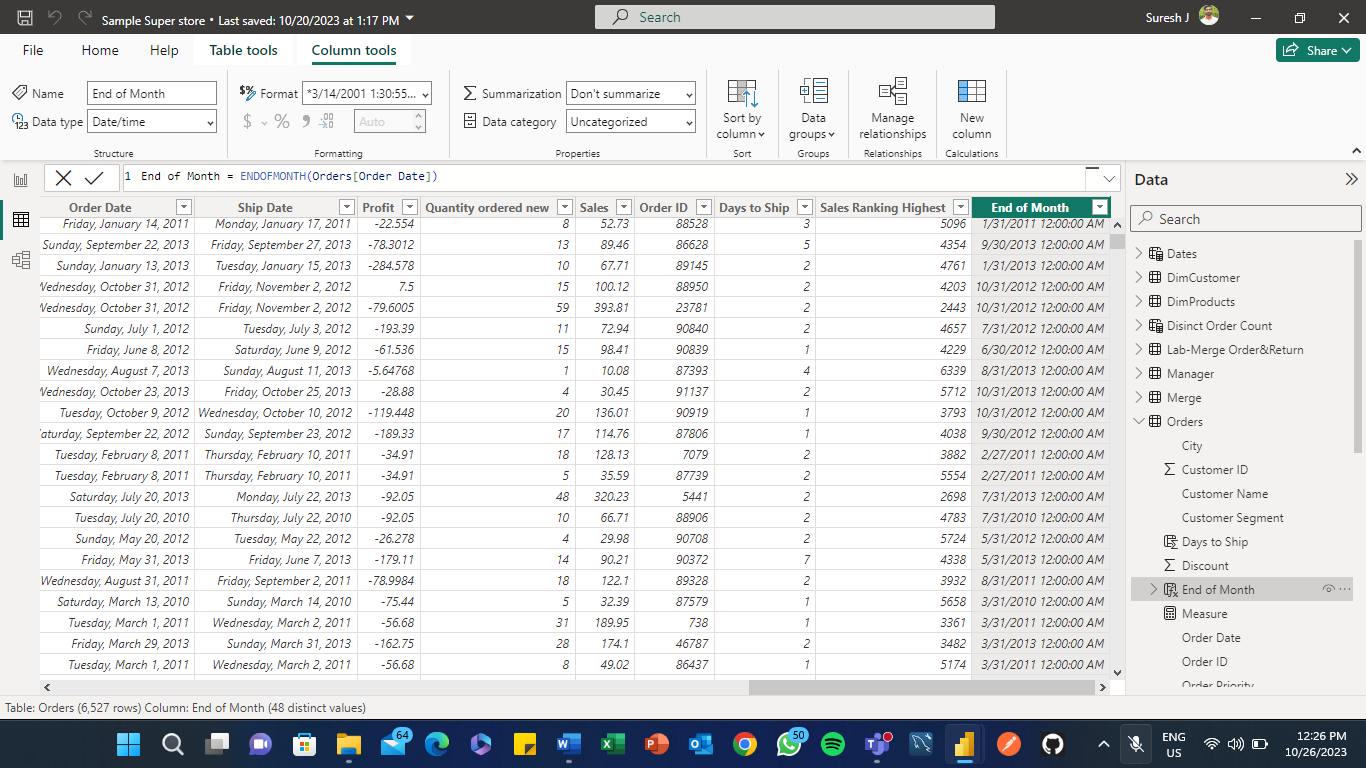 Sample Super store • Last saved: 10/20/2023 at 1:17 PM
Search
Suresh J
File Home Help Table tools Column tools
Share
Name End of Month
Data type Date/time
Structure
$% Format *3/14/2001 1:30:55...
$ % 9 .00 Auto
Formatting
Summarization Don't summarize
Data category Uncategorized
Properties
Sort by column
Sort
Data groups
Groups
Manage relationships
Relationships
New column
Calculations
1 End of Month = ENDOFMONTH(Orders[Order Date])
Order Date Ship Date Profit Quantity ordered new Sales Order ID Days to Ship Sales Ranking Highest End of Month
Friday, January 14, 2011 Monday, January 17, 2011 -22.554 8 52.73 88528 3 5096 1/31/2011 12:00:00 AM
Sunday, September 22, 2013 Friday, September 27, 2013 -78.3012 13 89.46 86628 5 4354 9/30/2013 12:00:00 AM
Sunday, January 13, 2013 Tuesday, January 15, 2013 -284.578 10 67.71 89145 2 4761 1/31/2013 12:00:00 AM
Wednesday, October 31, 2012 Friday, November 2, 2012 7.5 15 100.12 88950 2 4203 10/31/2012 12:00:00 AM
Wednesday, October 31, 2012 Friday, November 2, 2012 -79.6005 59 393.81 23781 2 2443 10/31/2012 12:00:00 AM
Sunday, July 1, 2012 Tuesday, July 3, 2012 -193.39 11 72.94 90840 2 4657 7/31/2012 12:00:00 AM
Friday, June 8, 2012 Saturday, June 9, 2012 -61.536 15 98.41 90839 1 4229 6/30/2012 12:00:00 AM
Wednesday, August 7, 2013 Sunday, August 11, 2013 -5.64768 1 10.08 87393 4 6339 8/31/2013 12:00:00 AM
Wednesday, October 23, 2013 Friday, October 25, 2013 -28.88 4 30.45 91137 2 5712 10/31/2013 12:00:00 AM
Tuesday, October 9, 2012 Wednesday, October 10, 2012 -119.448 20 136.01 90919 1 3793 10/31/2012 12:00:00 AM
Saturday, September 22, 2012 Sunday, September 23, 2012 -189.33 17 114.76 87806 1 4038 9/30/2012 12:00:00 AM
Tuesday, February 8, 2011 Thursday, February 10, 2011 -34.91 18 128.13 7079 2 3882 2/27/2011 12:00:00 AM
Tuesday, February 8, 2011 Thursday, February 10, 2011 -34.91 5 35.59 87739 2 5554 2/27/2011 12:00:00 AM
Saturday, July 20, 2013 Monday, July 22, 2013 -92.05 48 320.23 5441 2 2698 7/31/2013 12:00:00 AM
Tuesday, July 20, 2010 Thursday, July 22, 2010 -92.05 10 66.71 88906 2 4783 7/31/2010 12:00:00 AM
Sunday, May 20, 2012 Tuesday, May 22, 2012 -26.278 4 29.98 90708 2 5724 5/31/2012 12:00:00 AM
Friday, May 31, 2013 Friday, June 7, 2013 -179.11 14 90.21 90372 7 4338 5/31/2013 12:00:00 AM
Wednesday, August 31, 2011 Friday, September 2, 2011 -78.9984 18 122.1 89328 2 3932 8/31/2011 12:00:00 AM
Saturday, March 13, 2010 Sunday, March 14, 2010 -75.44 5 32.39 87579 1 5658 3/31/2010 12:00:00 AM
Tuesday, March 1, 2011 Wednesday, March 2, 2011 -56.68 31 189.95 738 1 3361 3/31/2011 12:00:00 AM
Friday, March 29, 2013 Sunday, March 31, 2013 -162.75 28 174.1 46787 2 3482 3/31/2013 12:00:00 AM
Tuesday, March 1, 2011 Wednesday, March 2, 2011 -56.68 8 49.02 86437 1 5174 3/31/2011 12:00:00 AM
Data
Search
Dates
DimCustomer
DimProducts
Disinct Order Count
Lab-Merge Order&Return
Manager
Merge
Orders
City
Customer ID
Customer Name
Customer Segment
Days to Ship
Discount
End of Month
Measure
Order Date
Order ID
Order Priority
Table: Orders (6,527 rows) Column: End of Month (48 distinct values)
64
50
ENG
US
12:26 PM
10/26/2023